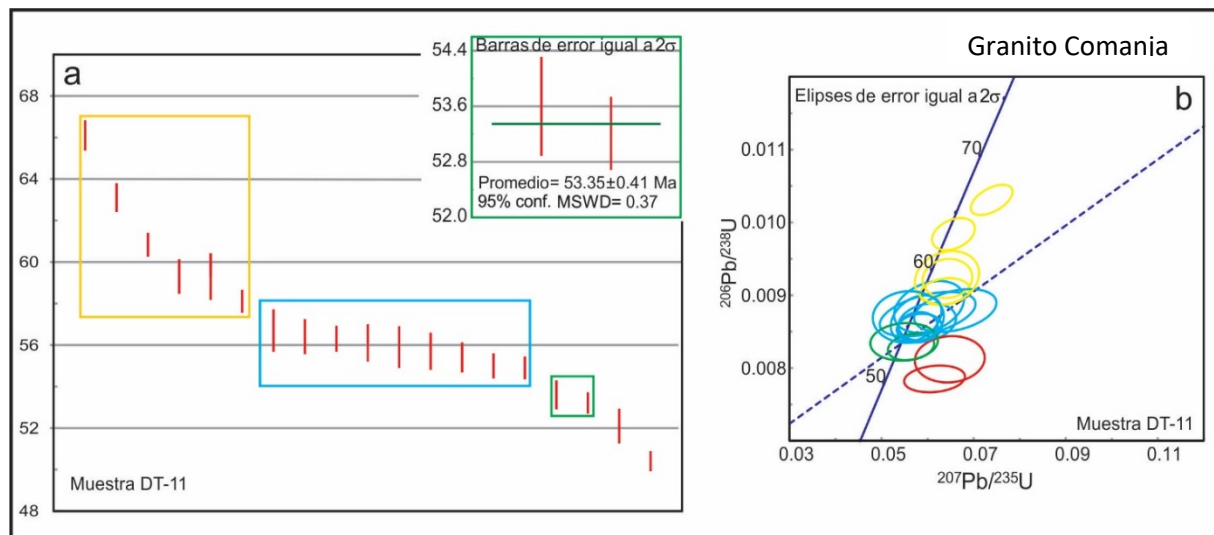 Granito Comanja
a
68
64
60
56
52
48
Muestra DT-11
54.4
53.6
52.8
52.0
Barras de error igual a 2σ
Promedio= 53.35±0.41 Ma
95% conf. MSWD= 0.37
b
Elipses de error igual a 2σ
0.011
0.010
0.009
0.008
206Pb/238U
70
60
50
Muestra DT-11
0.03
0.05
0.07
0.09
0.11
207Pb/235U